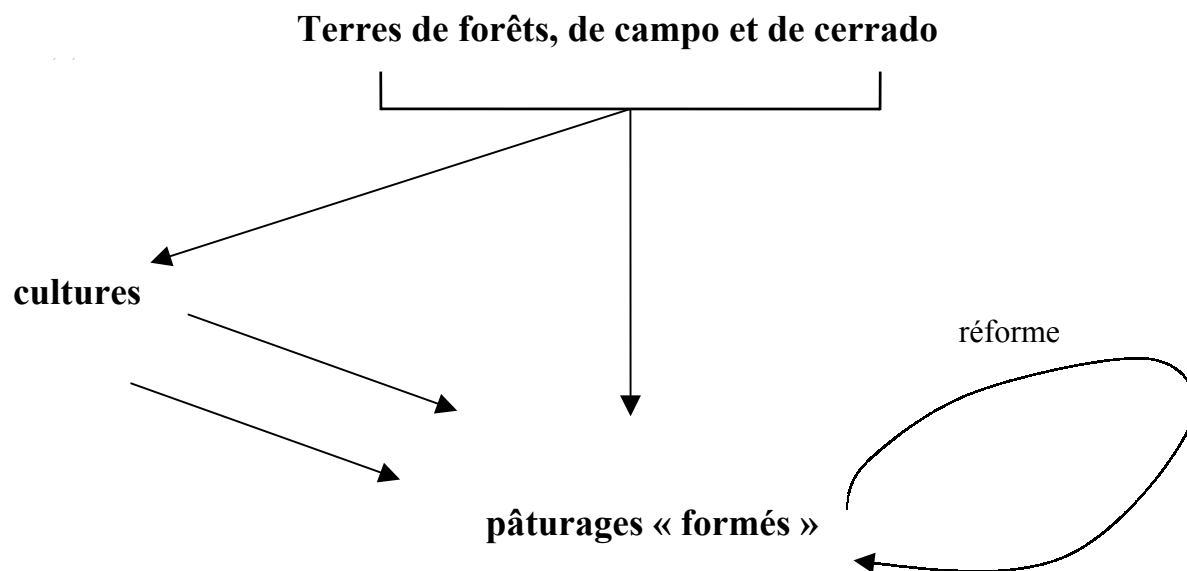 Terres de forêts, de campo et de cerrado
cultures
réforme
pâturages « formés »